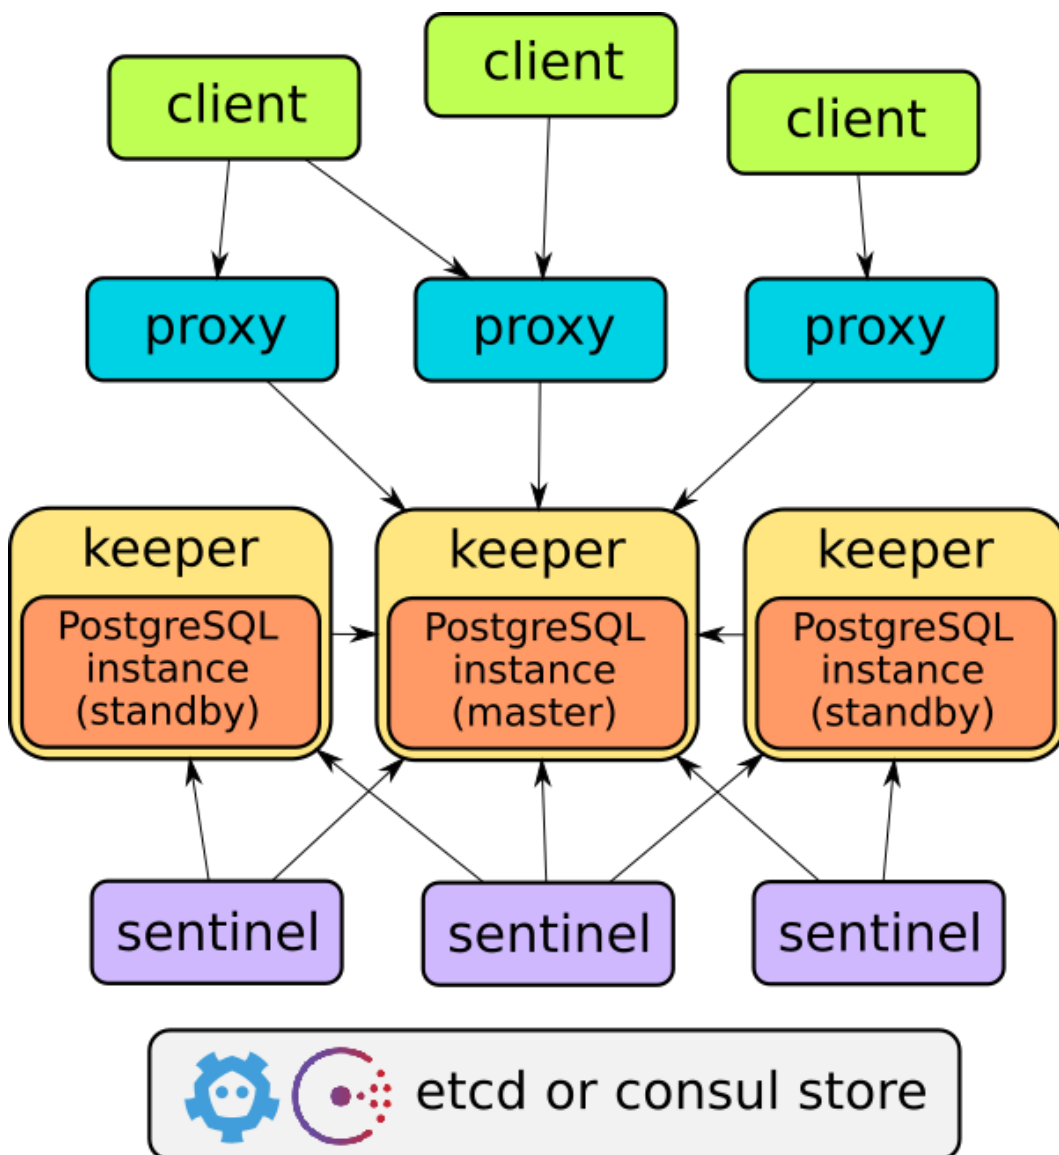 client
client
client
proxy
proxy
proxy
keeper
PostgreSQL
instance
(standby)
keeper
PostgreSQL
instance
(master)
keeper
PostgreSQL
instance
(standby)
sentinel
sentinel
sentinel
etcd or consul store